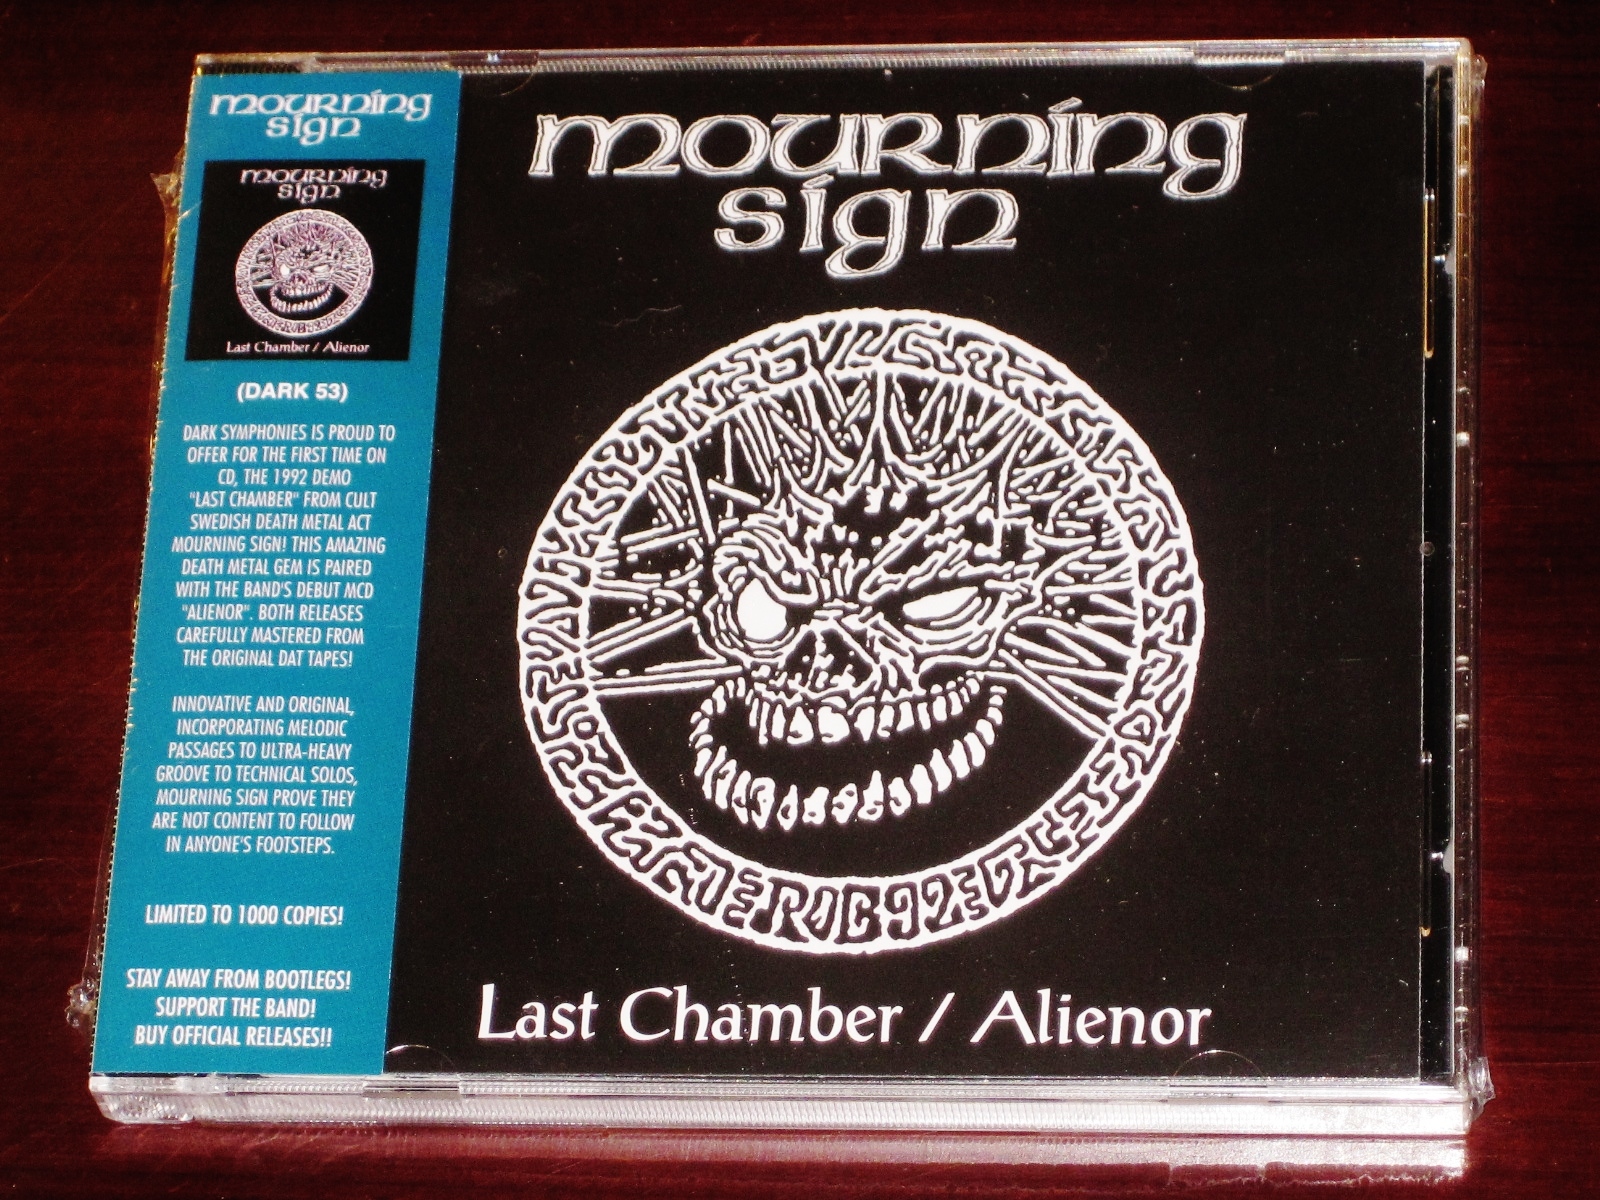 mourning
sign
mourning
sign
Last Chamber / Alienor
(DARK 53)
DARK SYMPHONIES IS PROUD TO
OFFER FOR THE FIRST TIME ON
CD, THE 1992 DEMO
"LAST CHAMBER" FROM CULT
SWEDISH DEATH METAL ACT
MOURNING SIGN! THIS AMAZING
DEATH METAL GEM IS PAIRED
WITH THE BAND'S DEBUT MCD
"ALIENOR". BOTH RELEASES
CAREFULLY MASTERED FROM
THE ORIGINAL DAT TAPES!
INNOVATIVE AND ORIGINAL,
INCORPORATING MELODIC
PASSAGES TO ULTRA-HEAVY
GROOVE TO TECHNICAL SOLOS,
MOURNING SIGN PROVE THEY
ARE NOT CONTENT TO FOLLOW
IN ANYONE'S FOOTSTEPS.
LIMITED TO 1000 COPIES!
STAY AWAY FROM BOOTLEGS!
SUPPORT THE BAND!
BUY OFFICIAL RELEASES!!
mourning
sign
ROG 92
Last Chamber / Alienor